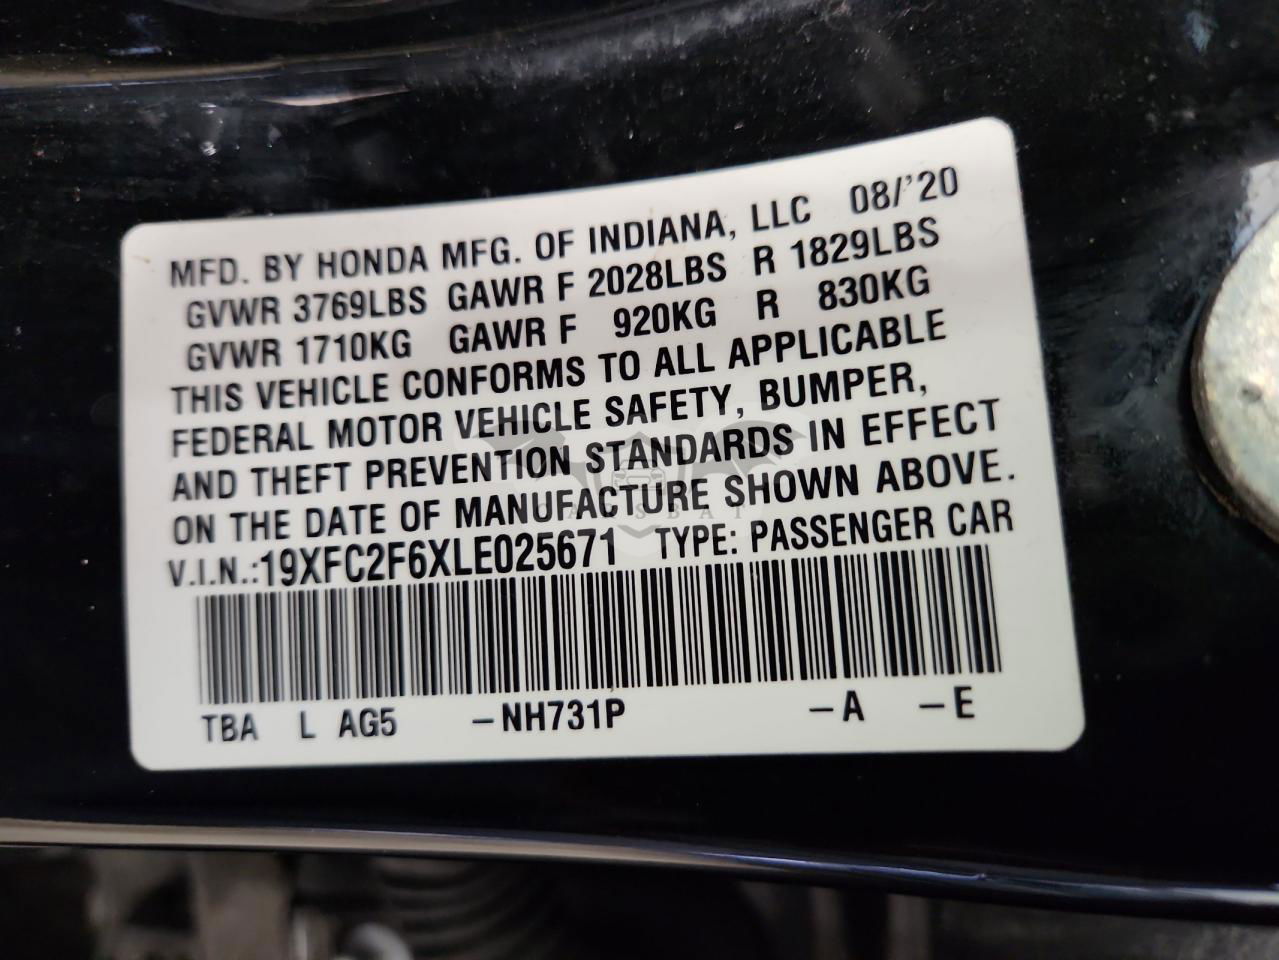 MFD. BY HONDA MFG. OF INDIANA, LLC 08/'20
GVWR 3769LBS GAWR F 2028LBS R 1829LBS
GVWR 1710KG GAWR F 920KG R 830KG
THIS VEHICLE CONFORMS TO ALL APPLICABLE
FEDERAL MOTOR VEHICLE SAFETY, BUMPER,
AND THEFT PREVENTION STANDARDS IN EFFECT
ON THE DATE OF MANUFACTURE SHOWN ABOVE.
V.I.N.:19XFC2F6XLE025671 TYPE: PASSENGER CAR
TBA L AG5 –NH731P –A –E